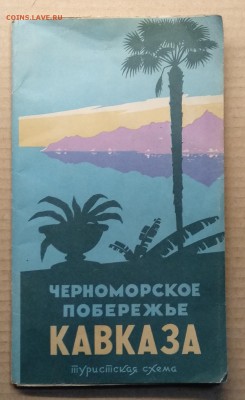 COINS.LAVE.RU
ЧЕРНОМОРСКОЕ
ПОБЕРЕЖЬЕ
КАВКАЗА
туристская схема